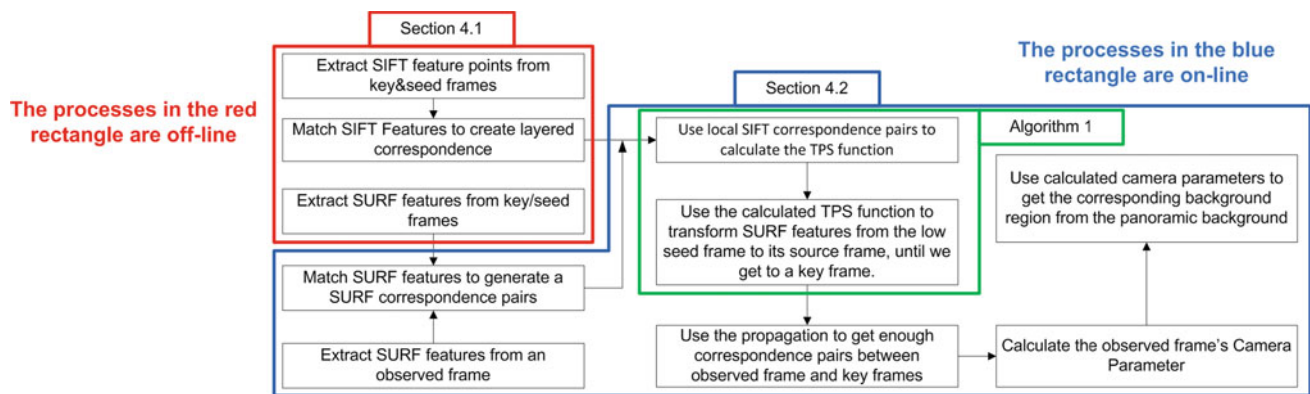 Section 4.1
The processes in the red
rectangle are off-line
Extract SIFT feature points from
key&seed frames
Match SIFT Features to create layered
correspondence
Extract SURF features from key/seed
frames
Match SURF features to generate a
SURF correspondence pairs
Extract SURF features from an
observed frame
The processes in the blue
rectangle are on-line
Section 4.2
Algorithm 1
Use local SIFT correspondence pairs to
calculate the TPS function
Use the calculated TPS function to
transform SURF features from the low
seed frame to its source frame, until we
get to a key frame.
Use the propagation to get enough
correspondence pairs between
observed frame and key frames
Calculate the observed frame's Camera
Parameter
Use calculated camera parameters to
get the corresponding background
region from the panoramic background